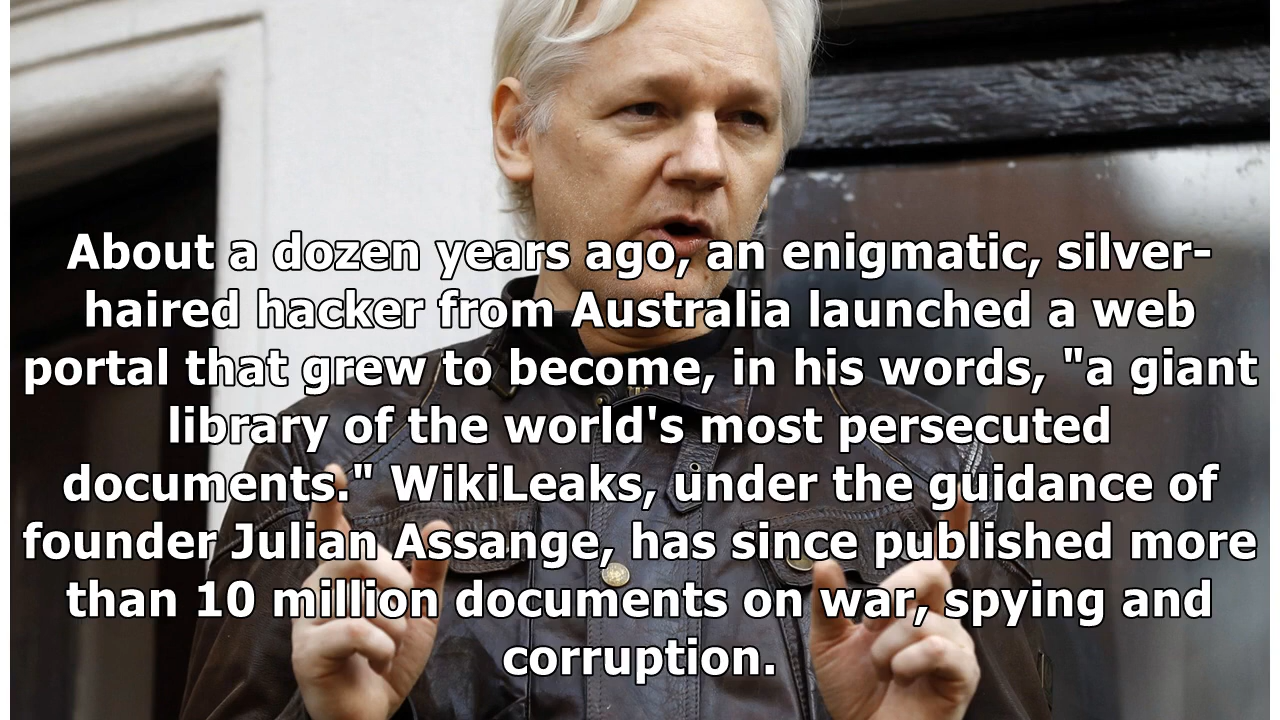 About a dozen years ago, an enigmatic, silver-
haired hacker from Australia launched a web
portal that grew to become, in his words, "a giant
library of the world's most persecuted
documents." WikiLeaks, under the guidance of
founder Julian Assange, has since published more
than 10 million documents on war, spying and
corruption.